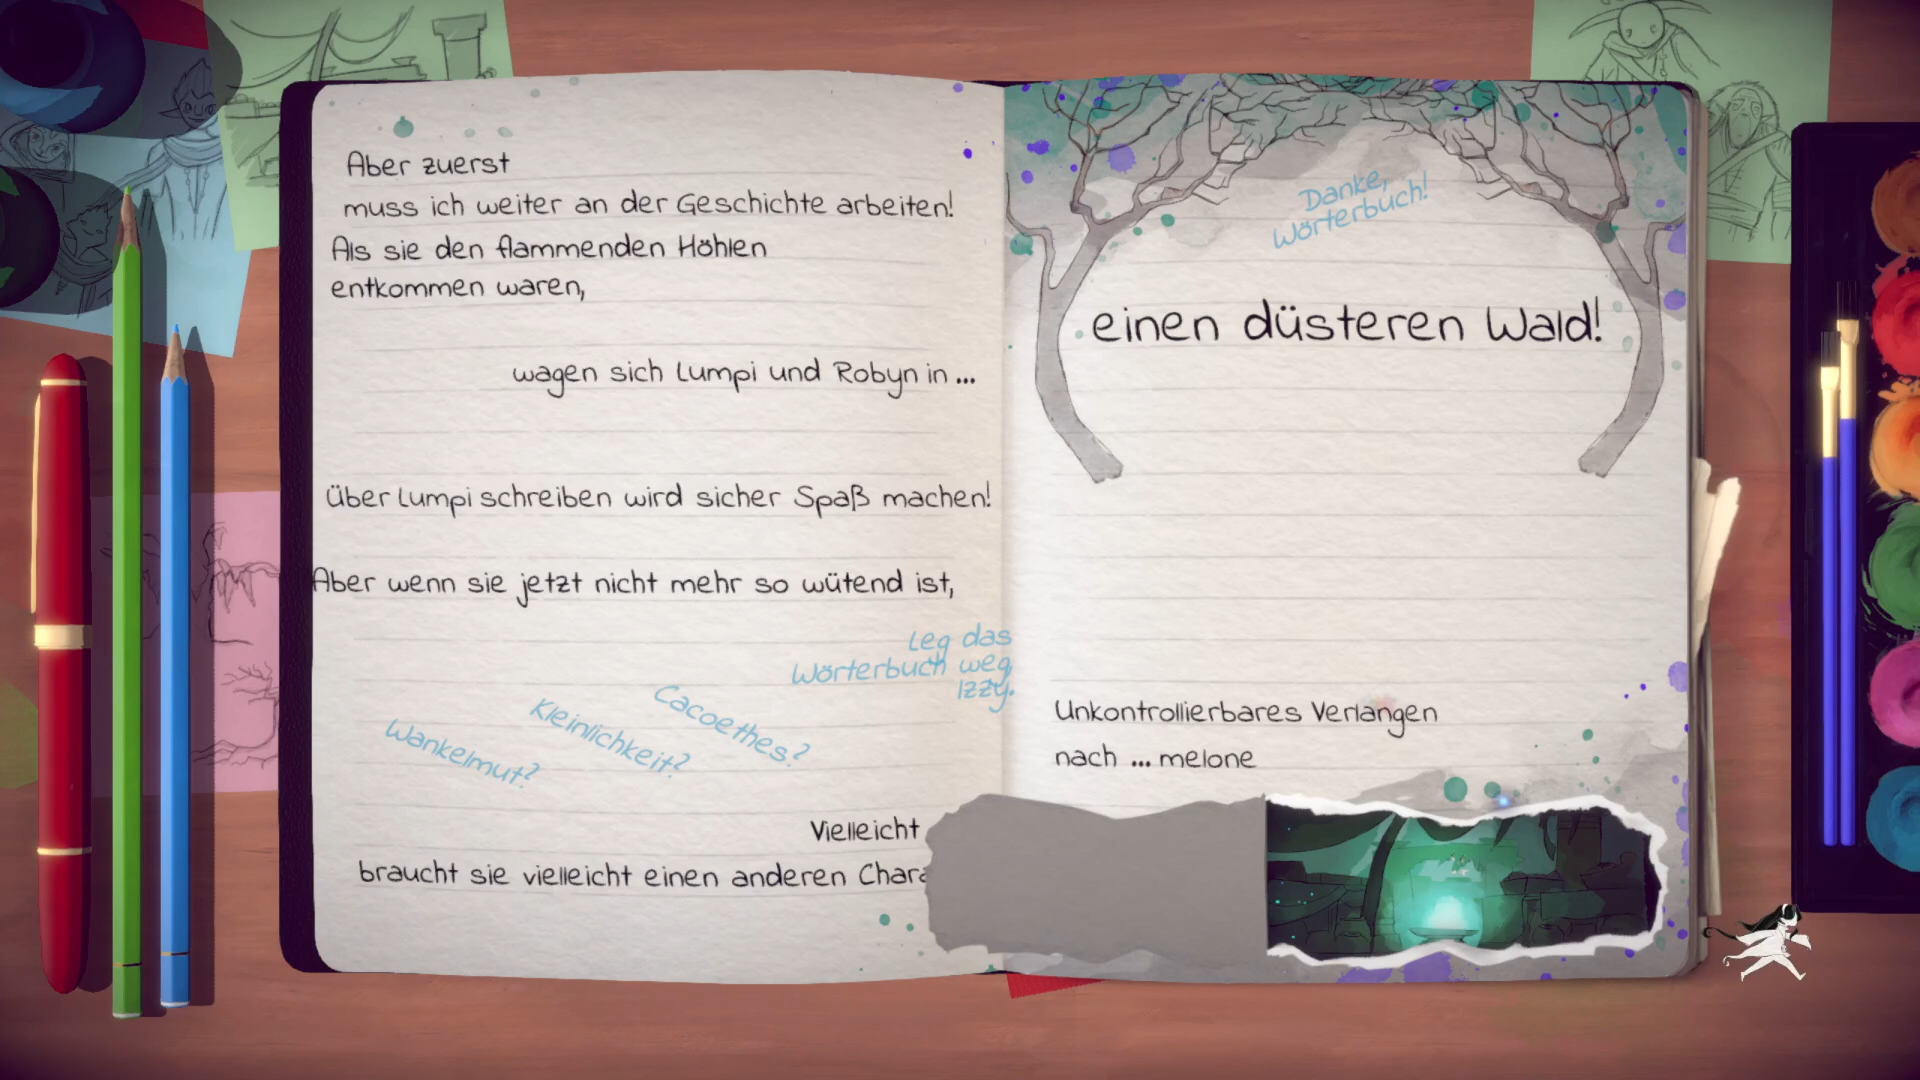 Aber zuerst
muss ich weiter an der Geschichte arbeiten!
Als sie den flammenden Höhlen
entkommen waren,
wagen sich Lumpi und Robyn in ...
Über Lumpi schreiben wird sicher Spaß machen!
Aber wenn sie jetzt nicht mehr so wütend ist,
Leg das
Wörterbuch weg,
Izzy.
Cacoethes?
Kleinlichkeit?
Wankelmut?
Vielleicht
braucht sie vielleicht einen anderen Chara
Danke,
Wörterbuch!
einen düsteren Wald!
Unkontrollierbares Verlangen
nach ... melone